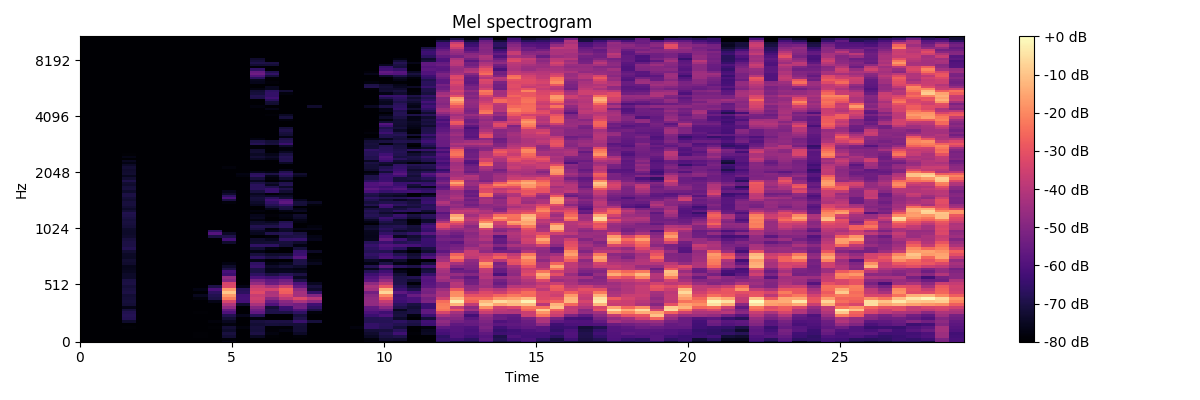 Mel spectrogram
Hz
8192
4096
2048
1024
512
0
0 5 10 15 20 25
Time
+0 dB
-10 dB
-20 dB
-30 dB
-40 dB
-50 dB
-60 dB
-70 dB
-80 dB